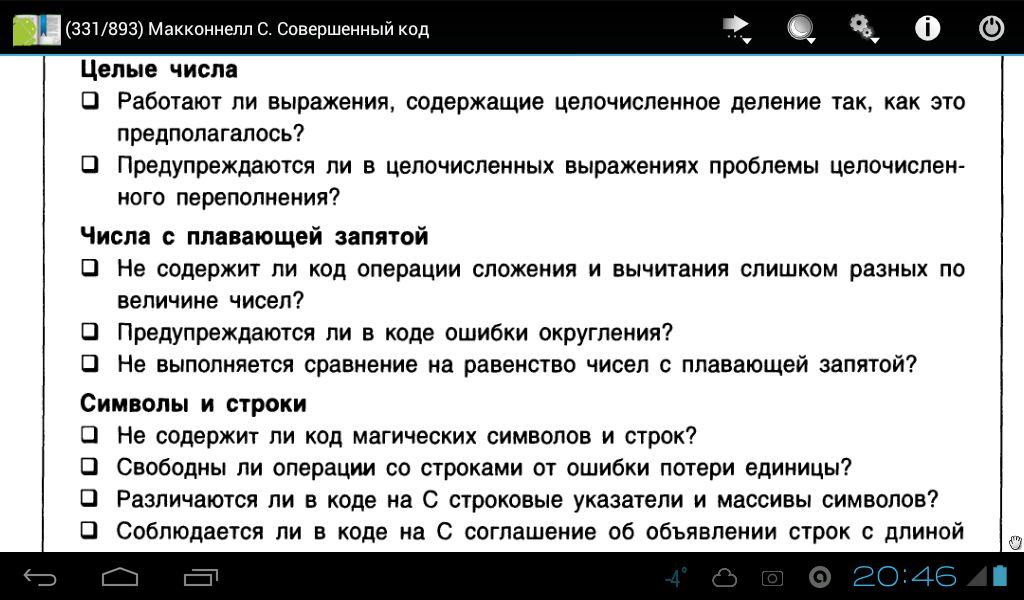 (331/893) Макконнелл С. Совершенный код
Целые числа
Работают ли выражения, содержащие целочисленное деление так, как это
предполагалось?
Предупреждаются ли в целочисленных выражениях проблемы целочислен-
ного переполнения?
Числа с плавающей запятой
Не содержит ли код операции сложения и вычитания слишком разных по
величине чисел?
Предупреждаются ли в коде ошибки округления?
Не выполняется сравнение на равенство чисел с плавающей запятой?
Символы и строки
Не содержит ли код магических символов и строк?
Свободны ли операции со строками от ошибки потери единицы?
Различаются ли в коде на C строковые указатели и массивы символов?
Соблюдается ли в коде на C соглашение об объявлении строк с длиной
-4° 20:46